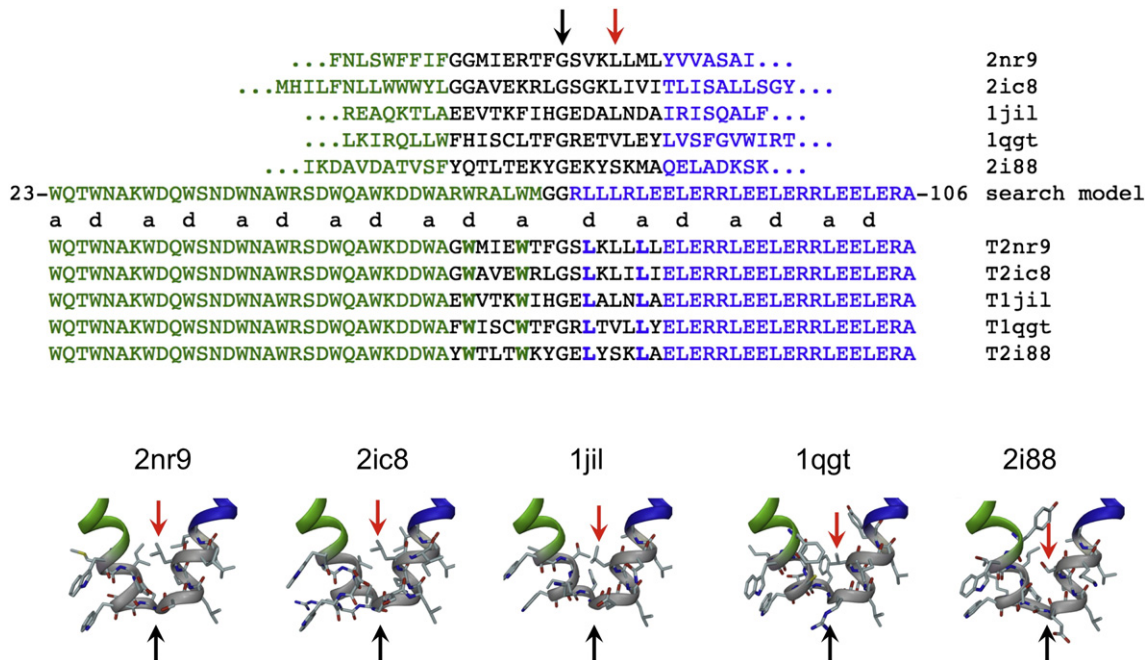 ...FNLSWFFIFGGMIERTFGSVKLLMLYVVASAI... 2nr9
...MHILFNLLWWWYLGGAVEKRLGSGKLIVITLISALLSGY... 2ic8
...REAQKTLAEEVTKFIHGEDALNDAIRISQALF... 1jil
...LKIRQLLWFHISCLTFGRETVLEYLVSFGVWIRT... 1qgt
...IKDAVDATVSFYQTLTEKYGEKYSKMAQELADKSK... 2i88
23-WQTWNAKWDQWSNDWNAWRSDWQAWKDDWARWRALWMGGRLLLRLEELERRLEELERRLEELERA-106 search model
a d a d a d a d a d a d a d a d
WQTWNAKWDQWSNDWNAWRSDWQAWKDDWAGWMIEWTFGSLKLLLLELERRLEELERRLEELERA T2nr9
WQTWNAKWDQWSNDWNAWRSDWQAWKDDWAGWAVEWRLGSLKLILIELERRLEELERRLEELERA T2ic8
WQTWNAKWDQWSNDWNAWRSDWQAWKDDWAEWVTKWIHGELALNLAELERRLEELERRLEELERA T1jil
WQTWNAKWDQWSNDWNAWRSDWQAWKDDWAFWISCWTFGRLTVLLYELERRLEELERRLEELERA T1qgt
WQTWNAKWDQWSNDWNAWRSDWQAWKDDWAYWTLTWKYGELYSKLAELERRLEELERRLEELERA T2i88
2nr9 2ic8 1jil 1qgt 2i88